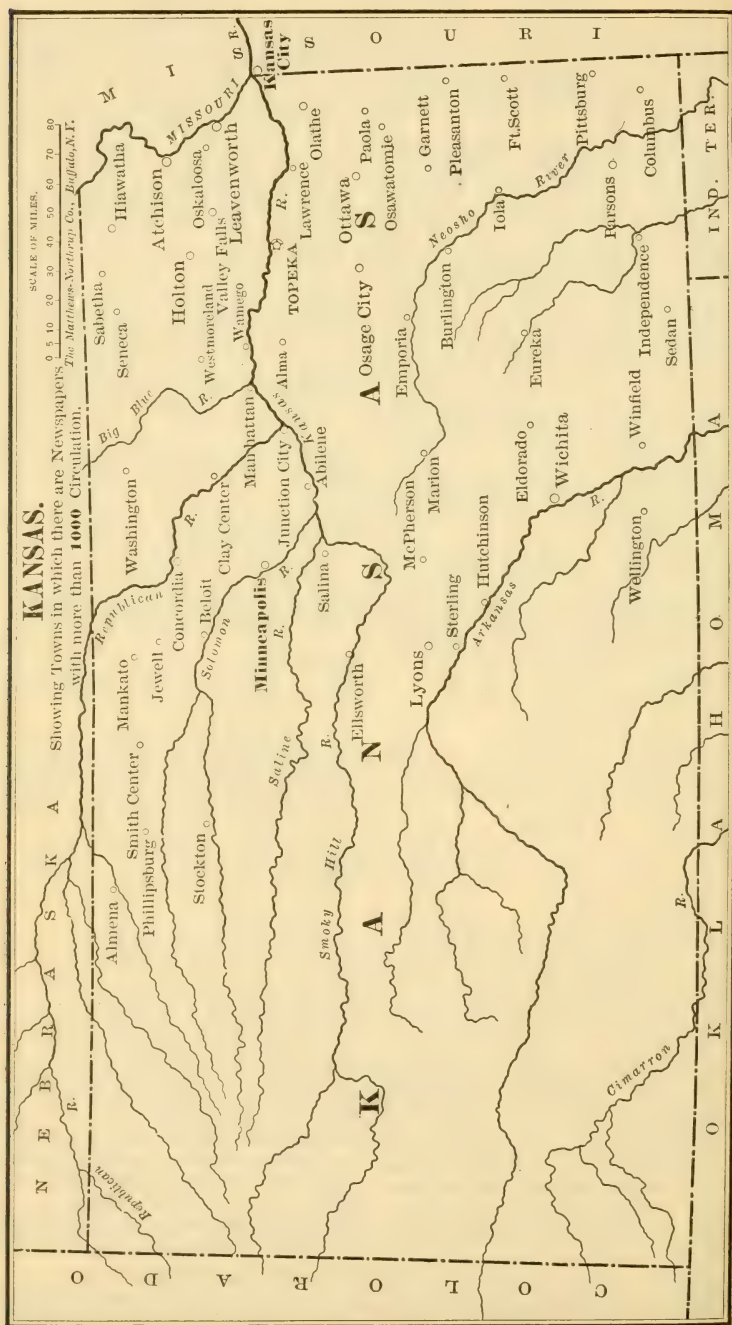 KANSAS.
Showing Towns in which there are Newspapers
with more than 1000 Circulation.
SCALE OF MILES.
0 5 10 20 30 40 50 60 70 80
The Matthews-Northrup Co., Buffalo, N.Y.
NEBRASKA
MISSOURI
COLORADO
OKLAHOMA
IND. TER.
KANSAS
Republican
R.
Republican
R.
Big Blue
R.
MISSOURI
R.
Kansas
R.
Solomon
R.
Saline
R.
Smoky Hill
R.
Arkansas
R.
Neosho
River
Cimarron
R.
Almena
Phillipsburg
Smith Center
Mankato
Jewell
Stockton
Washington
Concordia
Beloit
Clay Center
Minneapolis
Sabetha
Seneca
Hiawatha
Atchison
Holton
Oskaloosa
Valley Falls
Leavenworth
Westmoreland
Wamego
Manhattan
Junction City
Abilene
Alma
TOPEKA
Lawrence
Olathe
Kansas City
Salina
Ellsworth
Ottawa
Paola
Osawatomie
Osage City
Emporia
Burlington
Garnett
Pleasanton
Marion
McPherson
Lyons
Sterling
Hutchinson
Eldorado
Wichita
Eureka
Iola
Ft. Scott
Pittsburg
Parsons
Columbus
Independence
Sedan
Winfield
Wellington